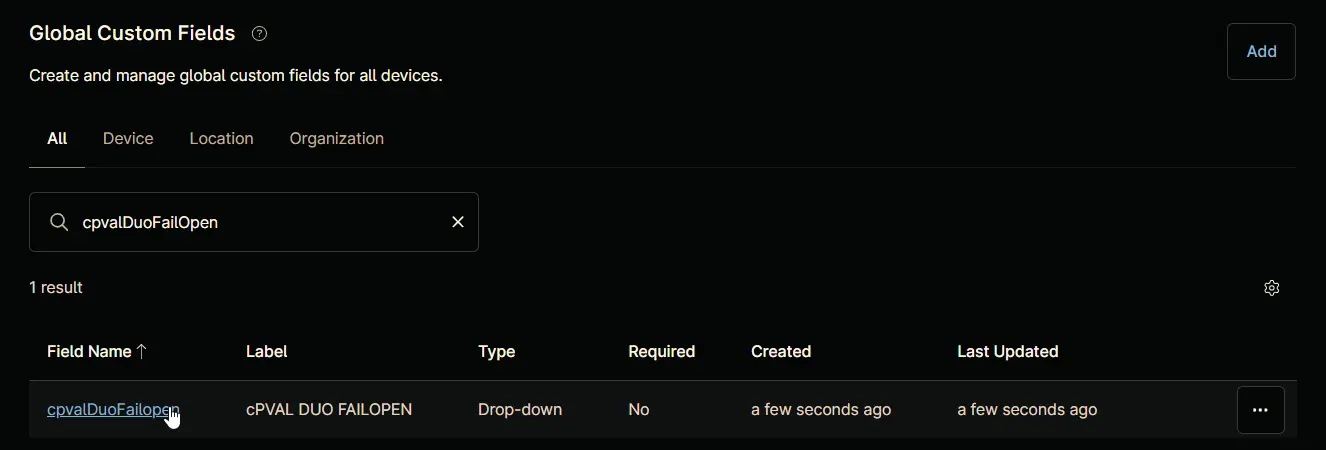 Global Custom Fields
Add
Create and manage global custom fields for all devices.
All Device Location Organization
cpvalDuoFailOpen
1 result
Field Name ↑ Label Type Required Created Last Updated
cpvalDuoFailopen cPVAL DUO FAILOPEN Drop-down No a few seconds ago a few seconds ago